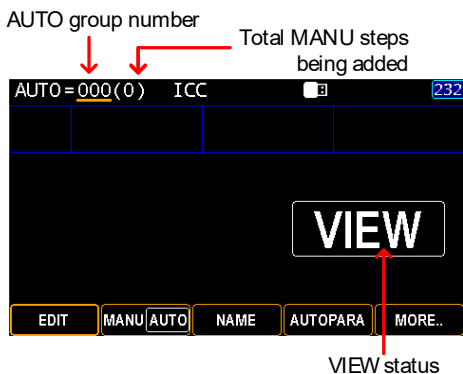 AUTO group number
Total MANU steps
being added
AUTO=000(0) ICC 232
VIEW
EDIT MANU AUTO NAME AUTOPARA MORE..
VIEW status